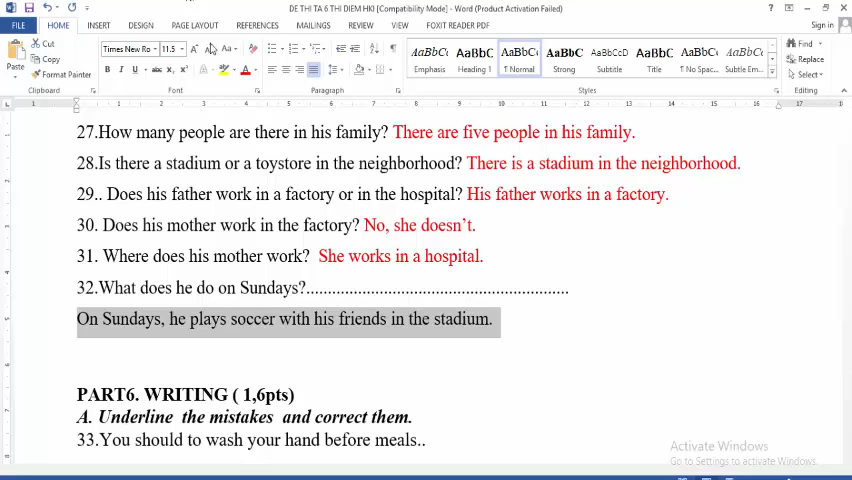 DE THI TA 6 THI DIEM HKI [Compatibility Mode] - Word (Product Activation Failed)
FILE HOME INSERT DESIGN PAGE LAYOUT REFERENCES MAILINGS REVIEW VIEW FOXIT READER PDF Sign in
Paste Cut Copy Format Painter
Times New Ro 11.5
AaBbCc Emphasis AaBbC Heading 1 AaBbCc ¶ Normal AaBbC Strong AaBbCcD Subtitle AaBbC Title AaBbCc ¶ No Spac... AaBbCc Subtle Em...
Find Replace Select
Clipboard Font Paragraph Styles Editing
27.How many people are there in his family? There are five people in his family.
28.Is there a stadium or a toystore in the neighborhood? There is a stadium in the neighborhood.
29.. Does his father work in a factory or in the hospital? His father works in a factory.
30. Does his mother work in the factory? No, she doesn’t.
31. Where does his mother work? She works in a hospital.
32.What does he do on Sundays?.............................................................
On Sundays, he plays soccer with his friends in the stadium.
PART6. WRITING ( 1,6pts)
A. Underline the mistakes and correct them.
33.You should to wash your hand before meals..
Activate Windows
Go to Settings to activate Windows.